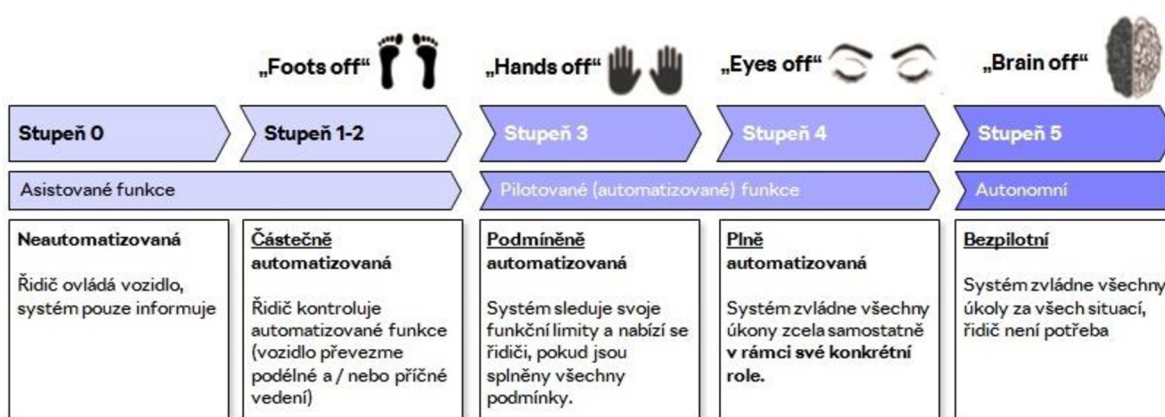 „Foots off“
„Hands off“
„Eyes off“
„Brain off“
Stupeň 0
Stupeň 1-2
Stupeň 3
Stupeň 4
Stupeň 5
Asistované funkce
Pilotované (automatizované) funkce
Autonomní
Neautomatizovaná
Řidič ovládá vozidlo,
systém pouze informuje
Částečně
automatizovaná
Řidič kontroluje
automatizované funkce
(vozidlo převezme
podélné a / nebo příčné
vedení)
Podmíněně
automatizovaná
Systém sleduje svoje
funkční limity a nabízí se
řidiči, pokud jsou
splněny všechny
podmínky.
Plně
automatizovaná
Systém zvládne všechny
úkony zcela samostatně
v rámci své konkrétní
role.
Bezpilotní
Systém zvládne všechny
úkoly za všech situací,
řidič není potřeba